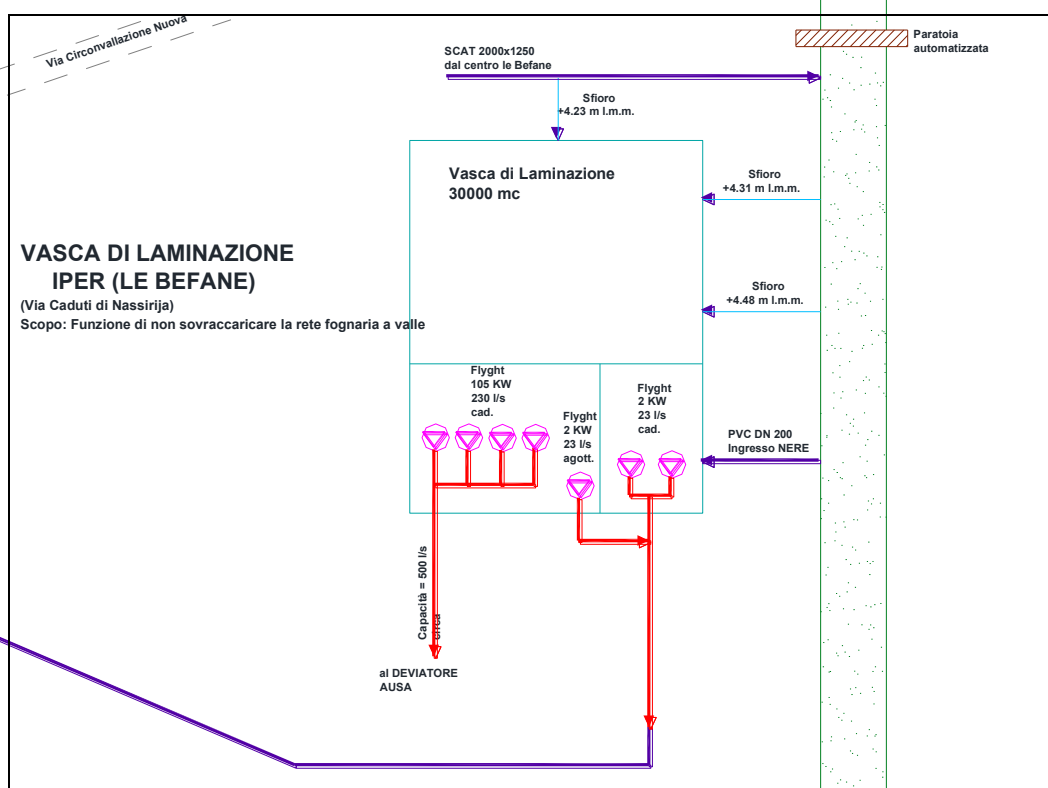 Via Circonvallazione Nuova
Paratoia
automatizzata
SCAT 2000x1250
dal centro le Befane
Sfioro
+4.23 m l.m.m.
Vasca di Laminazione
30000 mc
Sfioro
+4.31 m l.m.m.
VASCA DI LAMINAZIONE
IPER (LE BEFANE)
(Via Caduti di Nassirija)
Scopo: Funzione di non sovraccaricare la rete fognaria a valle
Sfioro
+4.48 m l.m.m.
Flyght
105 KW
230 l/s
cad.
Flyght
2 KW
23 l/s
agott.
Flyght
2 KW
23 l/s
cad.
PVC DN 200
Ingresso NERE
Capacità = 500 l/s
circa
al DEVIATORE
AUSA